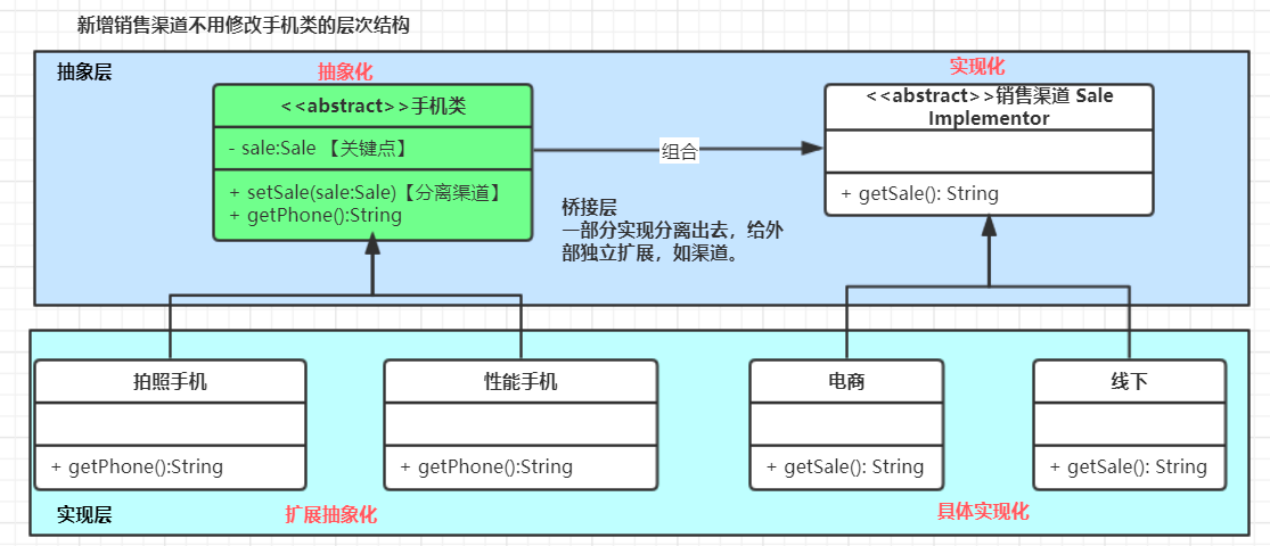 新增销售渠道不用修改手机类的层次结构
抽象层
抽象化
实现化
<<abstract>>手机类
- sale:Sale 【关键点】
+ setSale(sale:Sale)【分离渠道】
+ getPhone():String
组合
<<abstract>>销售渠道 Sale
Implementor
+ getSale(): String
桥接层
一部分实现分离出去，给外
部独立扩展，如渠道。
拍照手机
+ getPhone():String
性能手机
+ getPhone():String
电商
+ getSale(): String
线下
+ getSale(): String
实现层
扩展抽象化
具体实现化